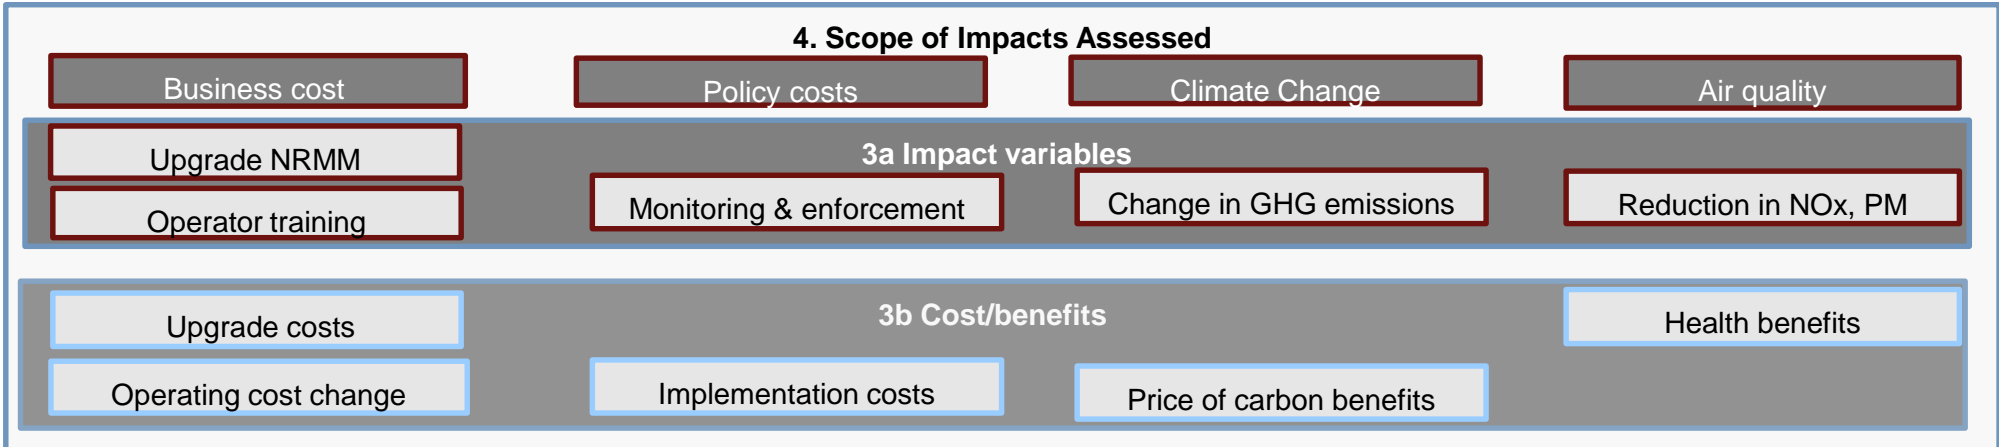 4. Scope of Impacts Assessed
Business cost
Policy costs
Climate Change
Air quality
3a Impact variables
Upgrade NRMM
Operator training
Monitoring & enforcement
Change in GHG emissions
Reduction in NOx, PM
3b Cost/benefits
Upgrade costs
Health benefits
Operating cost change
Implementation costs
Price of carbon benefits